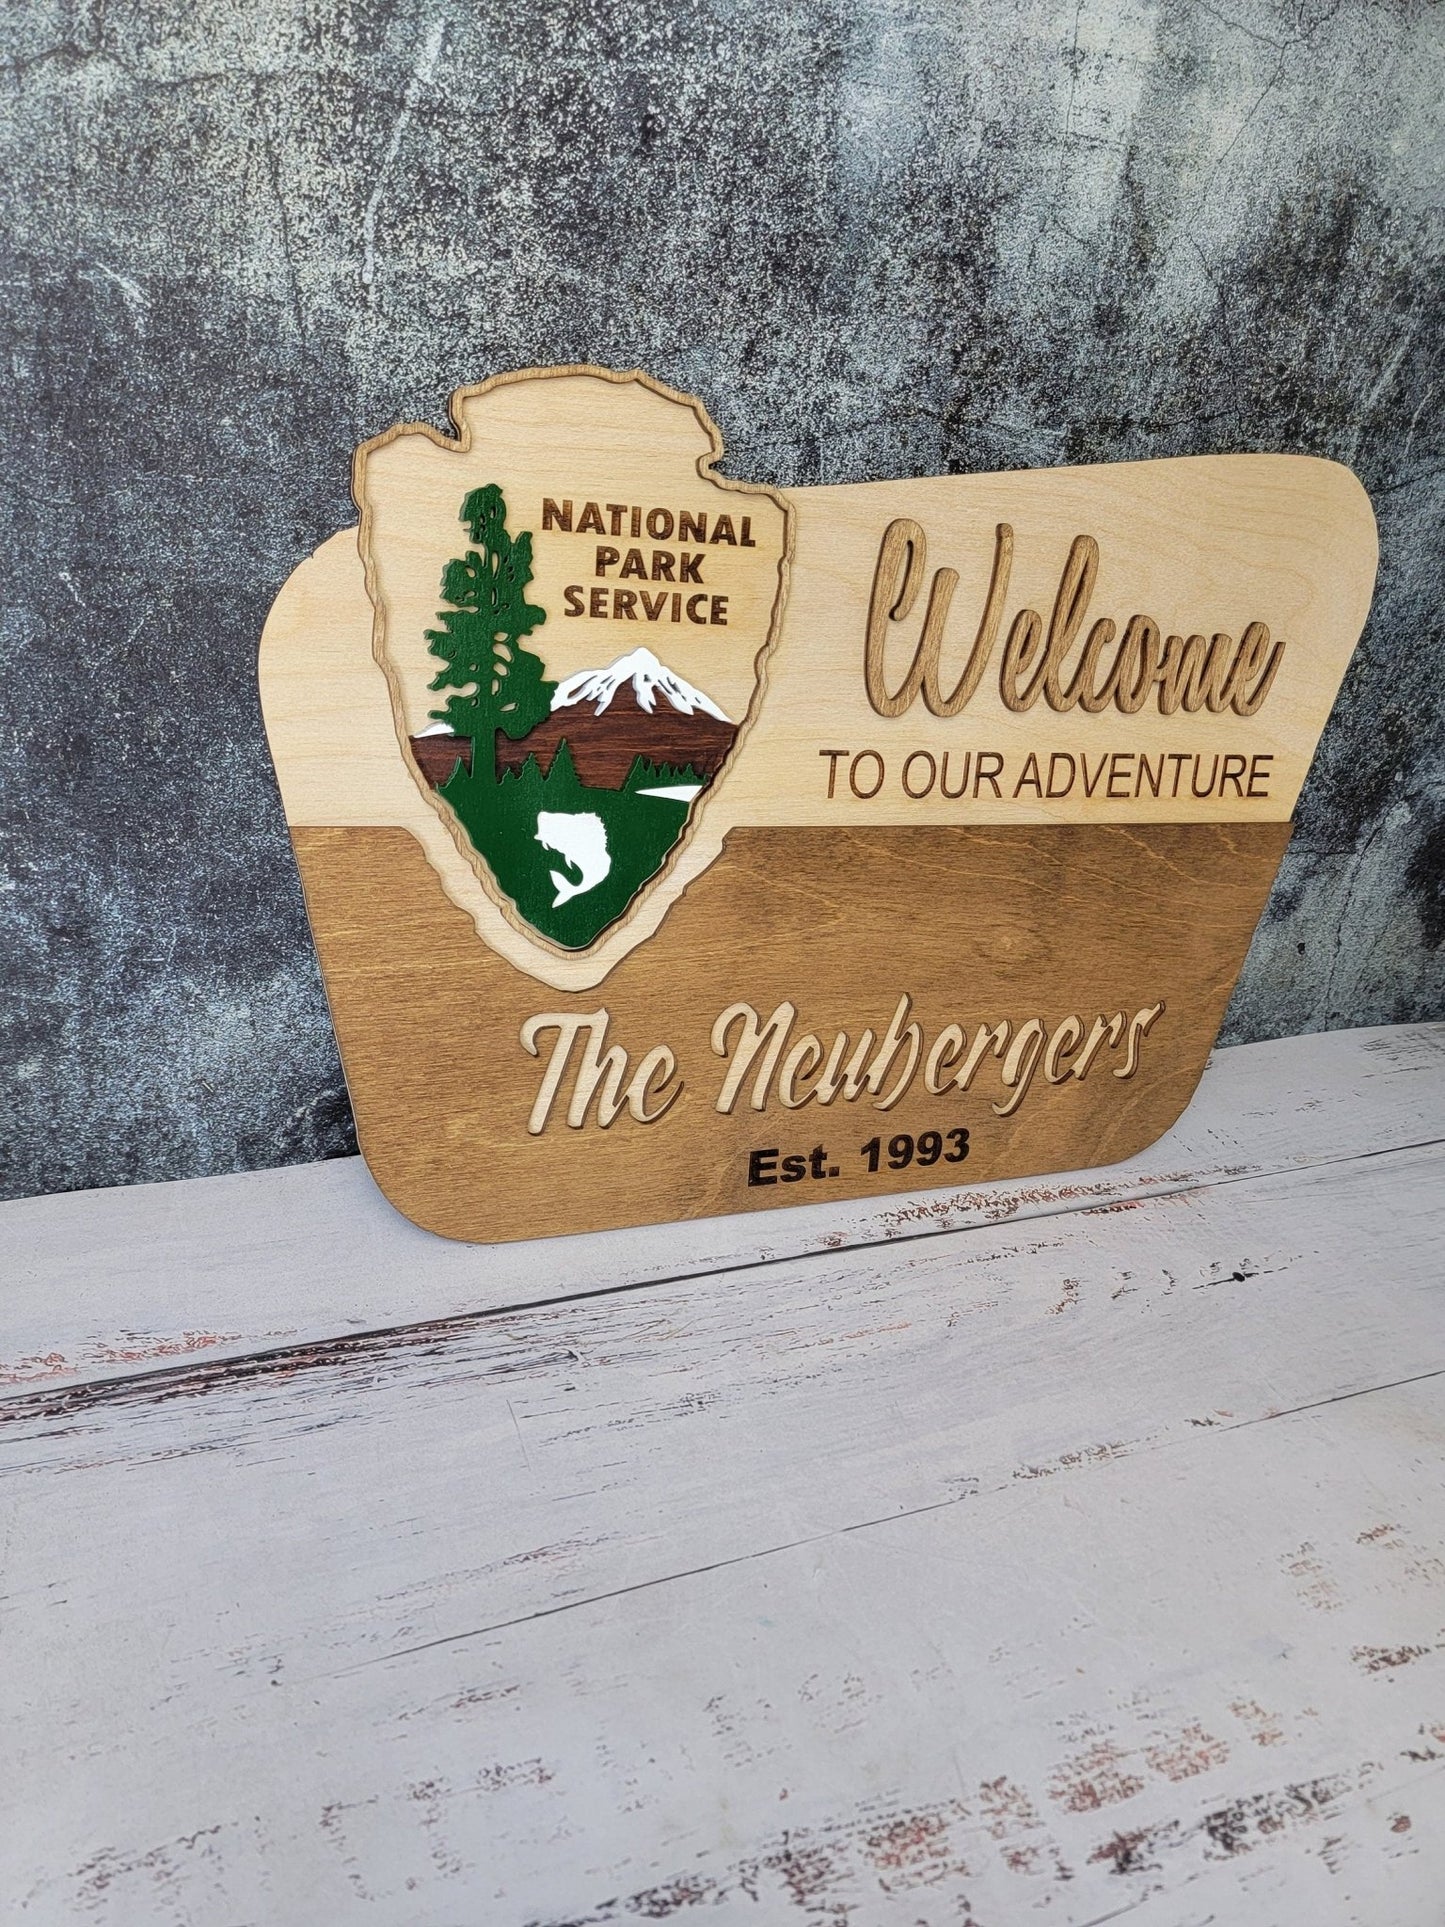 NATIONAL
PARK
SERVICE
Welcome
TO OUR ADVENTURE
The Neubergers
Est. 1993